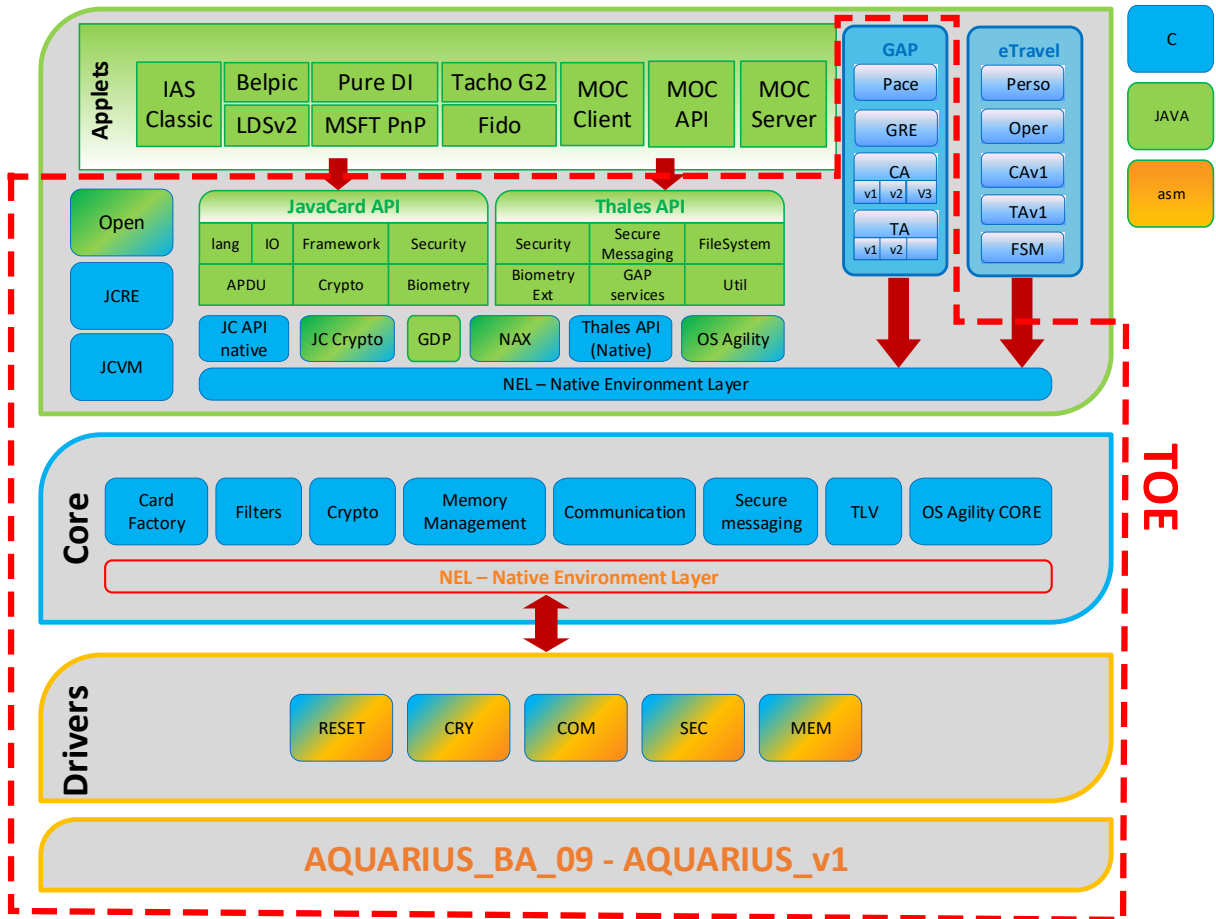 Applets
IAS
Classic
Belpic
LDSv2
Pure DI
MSFT PnP
Tacho G2
Fido
MOC
Client
MOC
API
MOC
Server
GAP
Pace
GRE
CA
v1 v2 V3
TA
v1 v2
eTravel
Perso
Oper
CAv1
TAv1
FSM
C
JAVA
asm
Open
JCRE
JCVM
JavaCard API
lang IO Framework Security
APDU Crypto Biometry
Thales API
Security
Secure
Messaging
FileSystem
Biometry
Ext
GAP
services
Util
JC API
native
JC Crypto
GDP
NAX
Thales API
(Native)
OS Agility
NEL – Native Environment Layer
TOE
Core
Card
Factory
Filters
Crypto
Memory
Management
Communication
Secure
messaging
TLV
OS Agility CORE
NEL – Native Environment Layer
Drivers
RESET
CRY
COM
SEC
MEM
AQUARIUS_BA_09 - AQUARIUS_v1